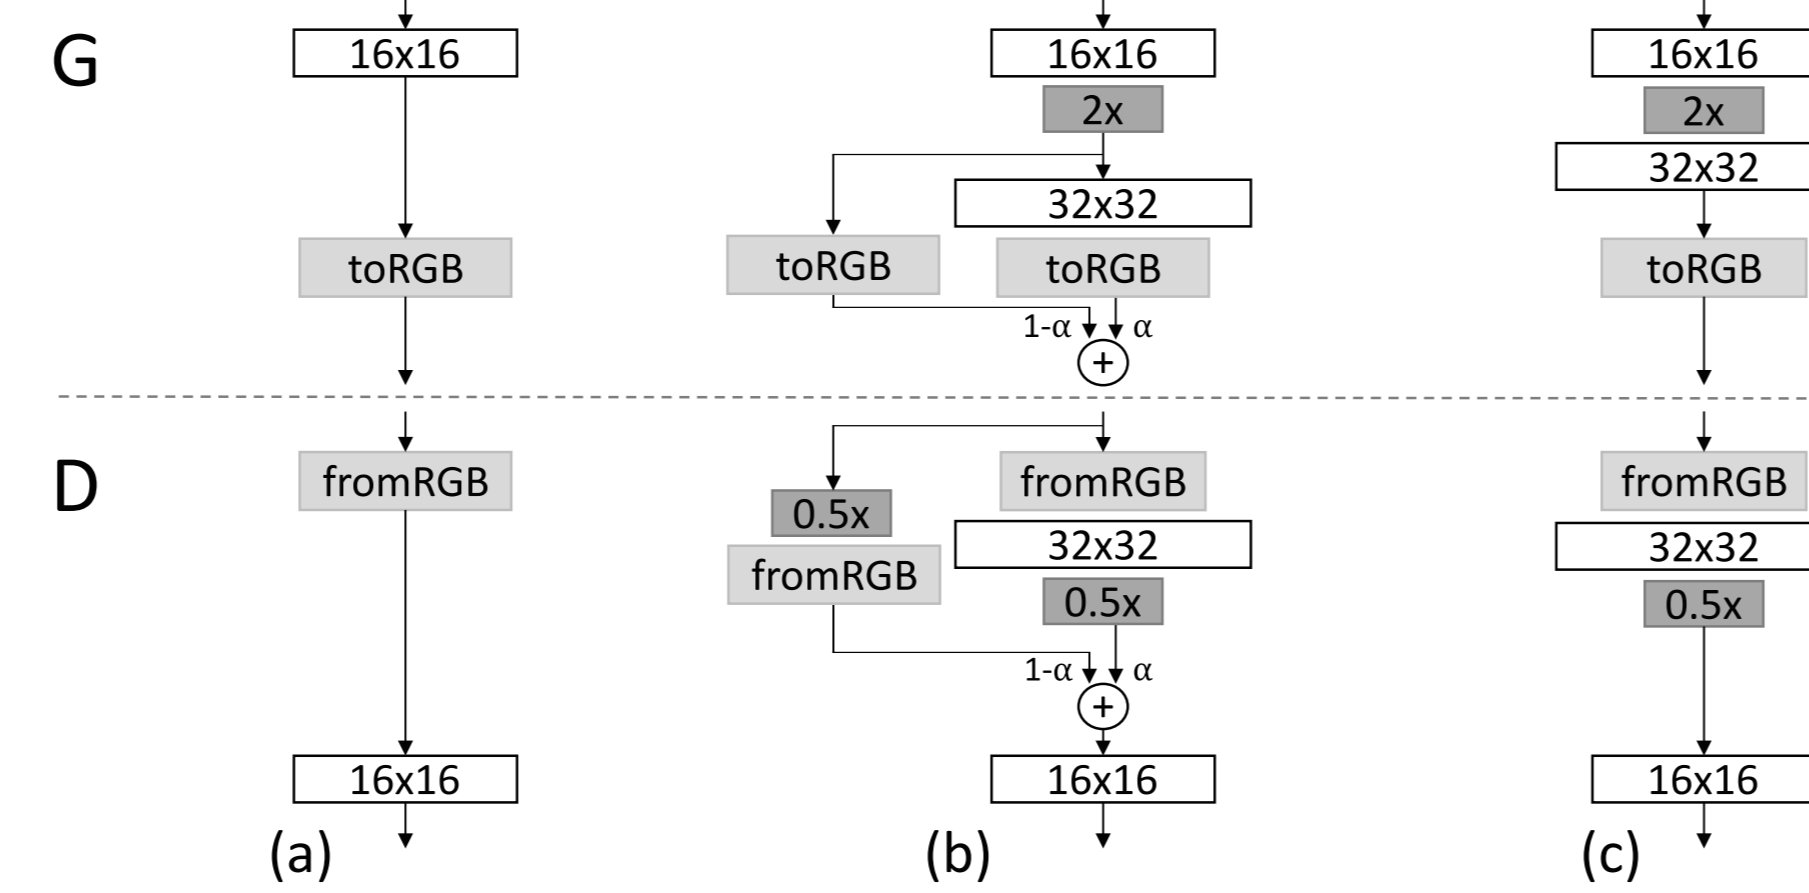 G
16x16
toRGB
16x16
2x
32x32
toRGB
toRGB
1-α
α
+
16x16
2x
32x32
toRGB
D
fromRGB
16x16
0.5x
fromRGB
fromRGB
32x32
0.5x
1-α
α
+
16x16
fromRGB
32x32
0.5x
16x16
(a)
(b)
(c)